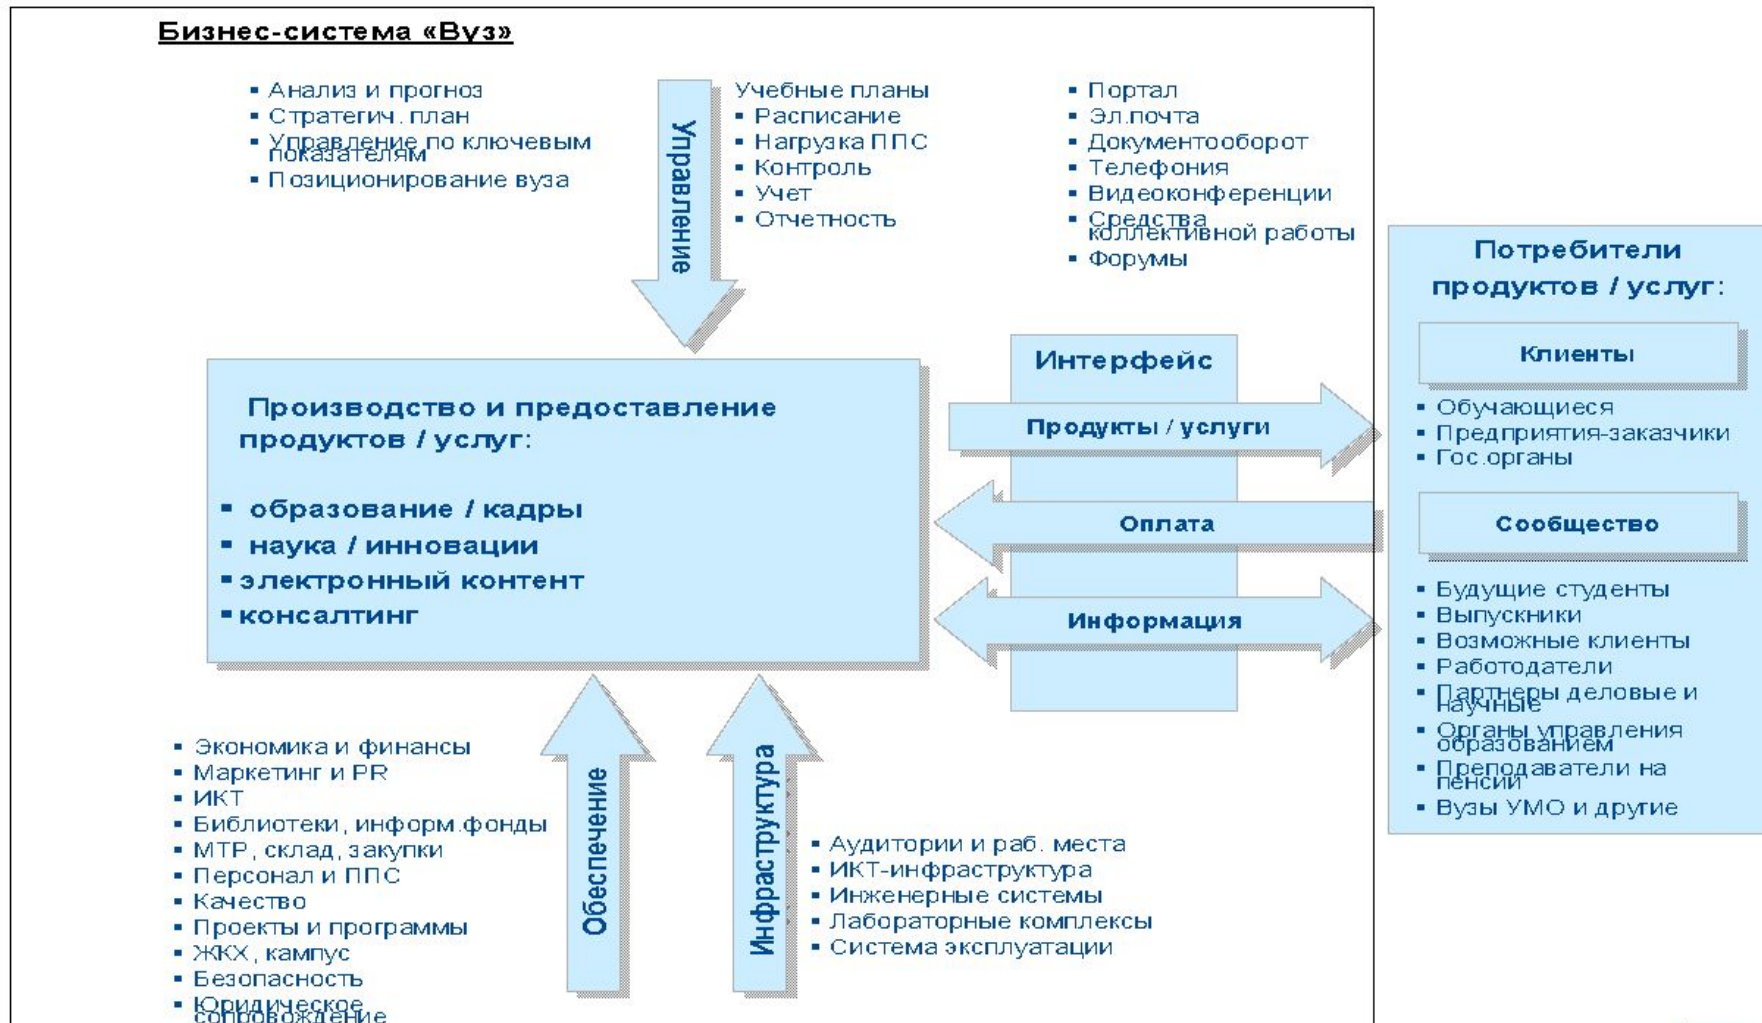 Бизнес-система «Вуз»
▪ Анализ и прогноз
▪ Стратегич. план
▪ Управление по ключевым
показателям
▪ Позиционирование вуза
Управление
Учебные планы
▪ Расписание
▪ Нагрузка ППС
▪ Контроль
▪ Учет
▪ Отчетность
▪ Портал
▪ Эл.почта
▪ Документооборот
▪ Телефония
▪ Видеоконференции
▪ Средства
коллективной работы
▪ Форумы
Производство и предоставление
продуктов / услуг:
▪ образование / кадры
▪ наука / инновации
▪ электронный контент
▪ консалтинг
Интерфейс
Продукты / услуги
Оплата
Информация
Потребители
продуктов / услуг:
Клиенты
▪ Обучающиеся
▪ Предприятия-заказчики
▪ Гос.органы
Сообщество
▪ Будущие студенты
▪ Выпускники
▪ Возможные клиенты
▪ Работодатели
▪ Партнеры деловые и
научные
▪ Органы управления
образованием
▪ Преподаватели на
пенсии
▪ Вузы УМО и другие
▪ Экономика и финансы
▪ Маркетинг и PR
▪ ИКТ
▪ Библиотеки, информ.фонды
▪ МТР, склад, закупки
▪ Персонал и ППС
▪ Качество
▪ Проекты и программы
▪ ЖКХ, кампус
▪ Безопасность
▪ Юридическое
сопровождение
Обеспечение
Инфраструктура
▪ Аудитории и раб. места
▪ ИКТ-инфраструктура
▪ Инженерные системы
▪ Лабораторные комплексы
▪ Система эксплуатации